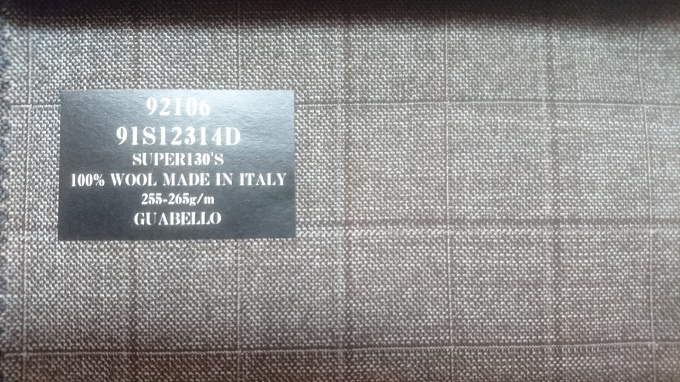 92106
91S12314D
SUPER130'S
100% WOOL MADE IN ITALY
255-265g/m
GUABELLO